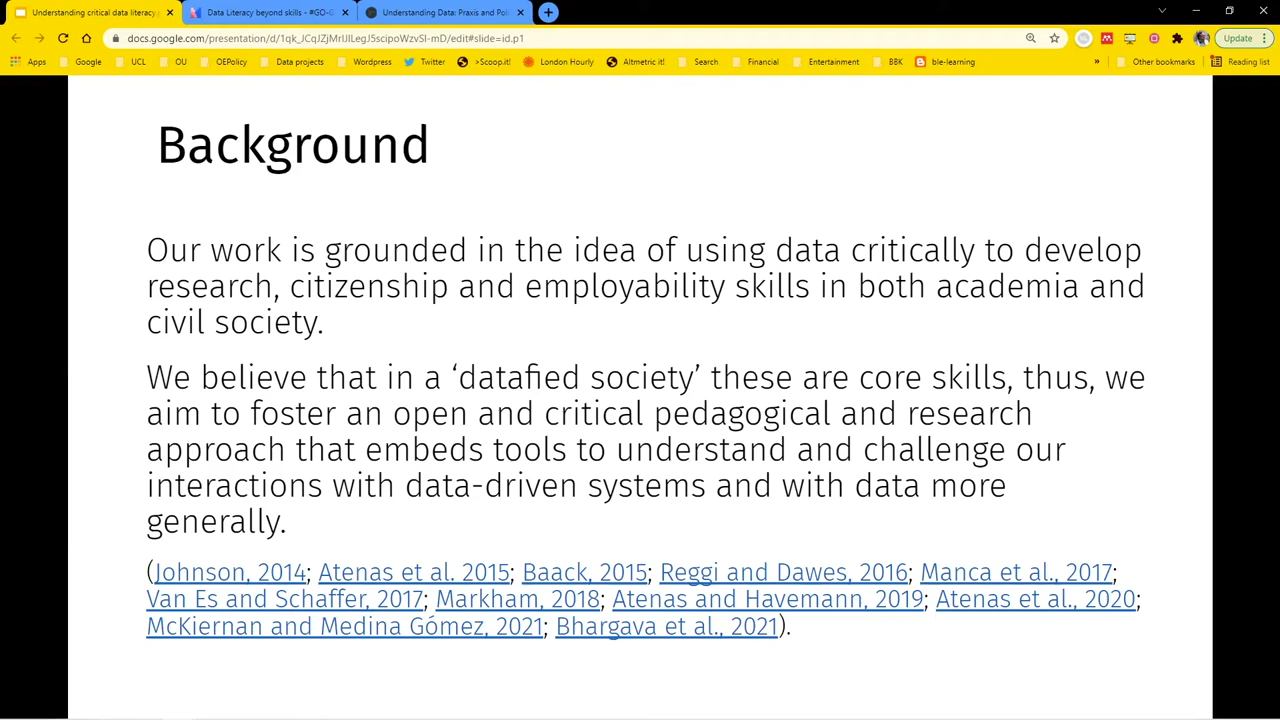 Understanding critical data literacy
Data Literacy beyond skills - #GO-G
Understanding Data: Praxis and Poli
docs.google.com/presentation/d/
Update
Apps
Google
UCL
OU
OEPolicy
Data projects
Wordpress
Twitter
>Scoop.it!
London Hourly
Altmetric it!
Search
Financial
Entertainment
BBK
ble-learning
»
Other bookmarks
Reading list
Background
Our work is grounded in the idea of using data critically to develop
research, citizenship and employability skills in both academia and
civil society.
We believe that in a ‘datafied society’ these are core skills, thus, we
aim to foster an open and critical pedagogical and research
approach that embeds tools to understand and challenge our
interactions with data-driven systems and with data more
generally.
(Johnson, 2014; Atenas et al. 2015; Baack, 2015; Reggi and Dawes, 2016; Manca et al., 2017;
Van Es and Schaffer, 2017; Markham, 2018; Atenas and Havemann, 2019; Atenas et al., 2020;
McKiernan and Medina Gómez, 2021; Bhargava et al., 2021).